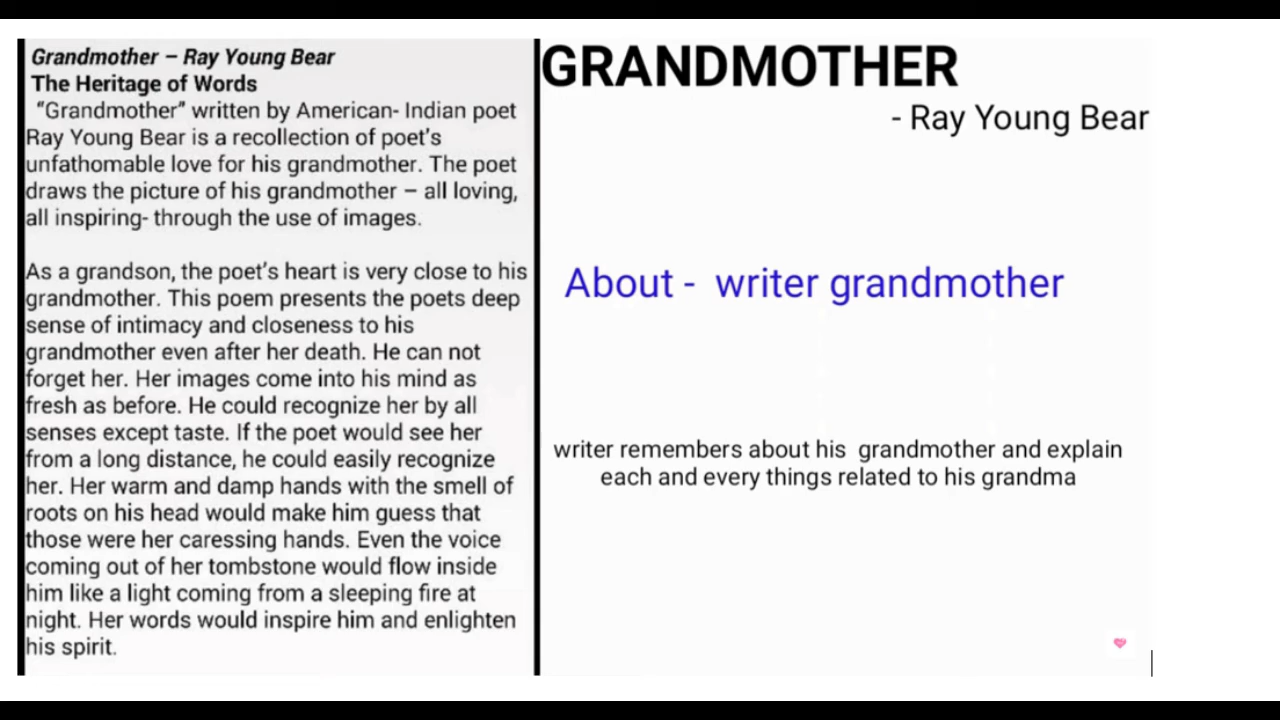 Grandmother – Ray Young Bear
The Heritage of Words
"Grandmother" written by American- Indian poet
Ray Young Bear is a recollection of poet's
unfathomable love for his grandmother. The poet
draws the picture of his grandmother – all loving,
all inspiring- through the use of images.
As a grandson, the poet's heart is very close to his
grandmother. This poem presents the poets deep
sense of intimacy and closeness to his
grandmother even after her death. He can not
forget her. Her images come into his mind as
fresh as before. He could recognize her by all
senses except taste. If the poet would see her
from a long distance, he could easily recognize
her. Her warm and damp hands with the smell of
roots on his head would make him guess that
those were her caressing hands. Even the voice
coming out of her tombstone would flow inside
him like a light coming from a sleeping fire at
night. Her words would inspire him and enlighten
his spirit.
GRANDMOTHER
- Ray Young Bear
About - writer grandmother
writer remembers about his grandmother and explain
each and every things related to his grandma